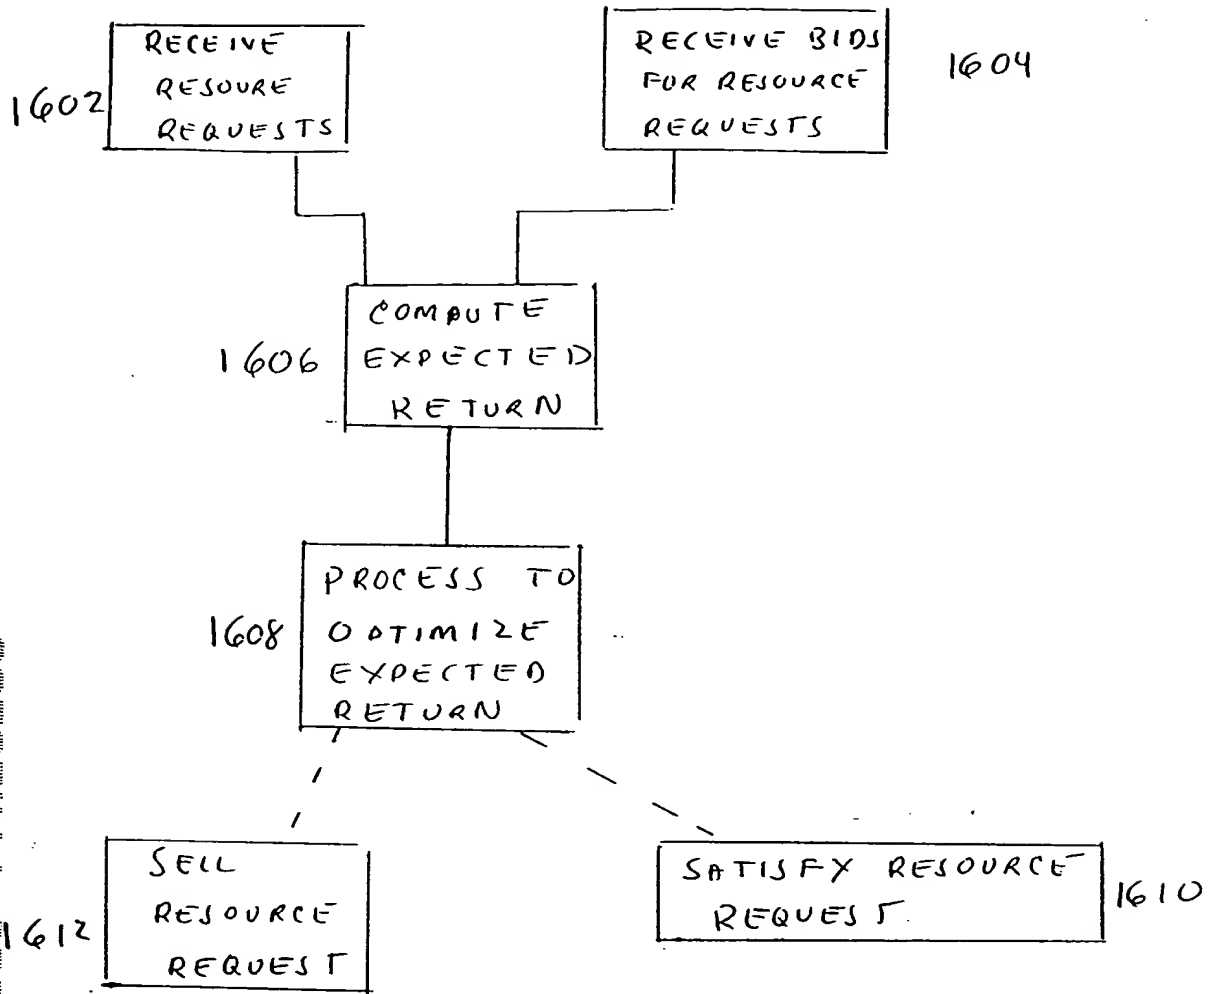 RECEIVE
RESOURE
REQUESTS
1602
RECEIVE BIDS
FOR RESOURCE
REQUESTS
1604
COMPUTE
EXPECTED
RETURN
1606
PROCESS TO
OPTIMIZE
EXPECTED
RETURN
1608
SELL
RESOURCE
REQUEST
1612
SATISFY RESOURCE
REQUEST.
1610